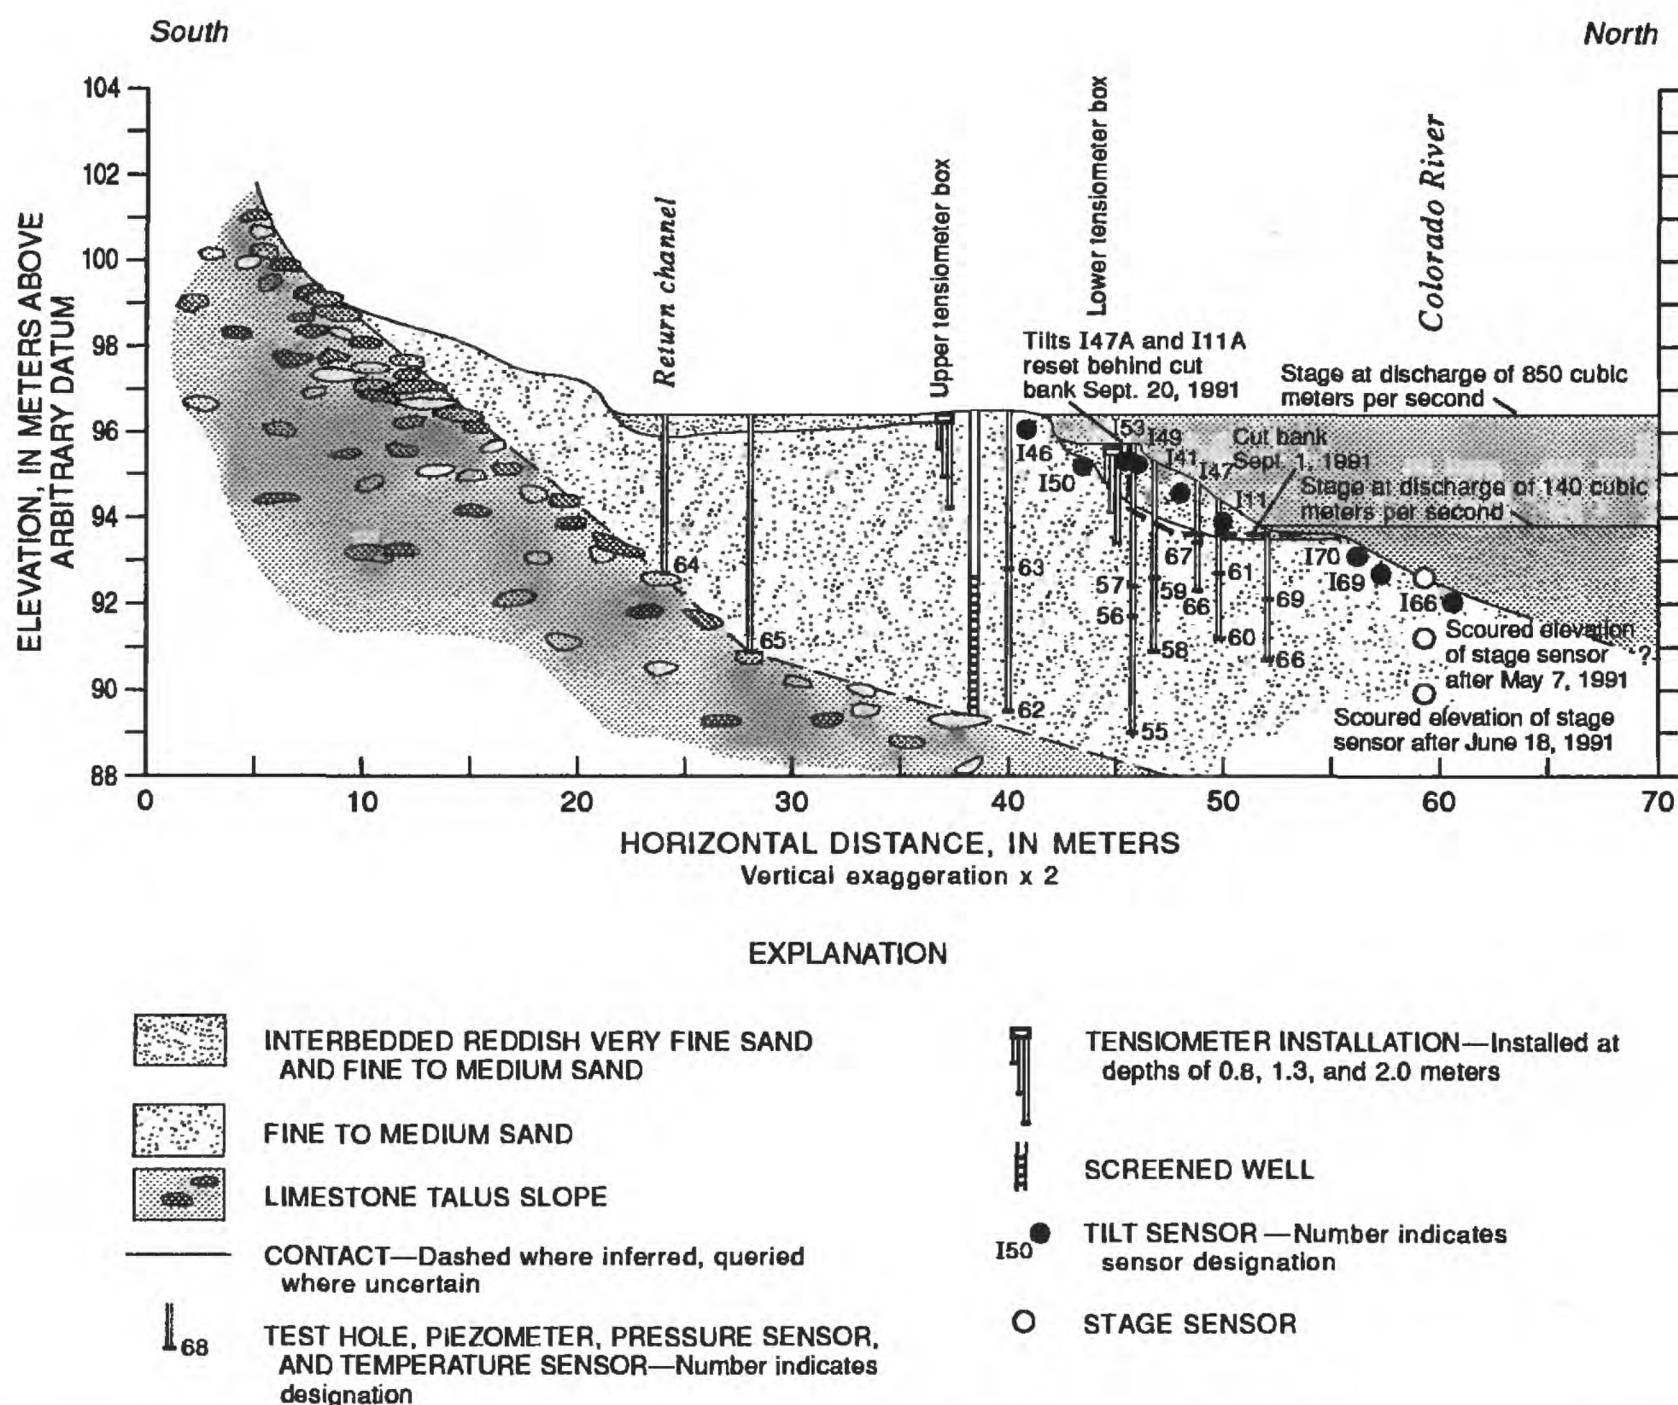 South
North
104
102
100
98
96
94
92
90
88
ELEVATION, IN METERS ABOVE
ARBITRARY DATUM
Return channel
Upper tensiometer box
Lower tensiometer box
Colorado River
Tilts I47A and I11A
reset behind cut
bank Sept. 20, 1991
Stage at discharge of 850 cubic
meters per second
I53
I49
I41
I47
I11
Cut bank
Sept. 1, 1991
Stage at discharge of 140 cubic
meters per second
I46
I50
I70
I69
I66
64
65
63
62
57
56
55
67
59
66
58
61
60
69
66
Scoured elevation
of stage sensor
after May 7, 1991
?
Scoured elevation of stage
sensor after June 18, 1991
0
10
20
30
40
50
60
70
HORIZONTAL DISTANCE, IN METERS
Vertical exaggeration x 2
EXPLANATION
INTERBEDDED REDDISH VERY FINE SAND
AND FINE TO MEDIUM SAND
FINE TO MEDIUM SAND
LIMESTONE TALUS SLOPE
CONTACT—Dashed where inferred, queried
where uncertain
68
TEST HOLE, PIEZOMETER, PRESSURE SENSOR,
AND TEMPERATURE SENSOR—Number indicates
designation
TENSIOMETER INSTALLATION—Installed at
depths of 0.8, 1.3, and 2.0 meters
SCREENED WELL
I50
TILT SENSOR—Number indicates
sensor designation
STAGE SENSOR